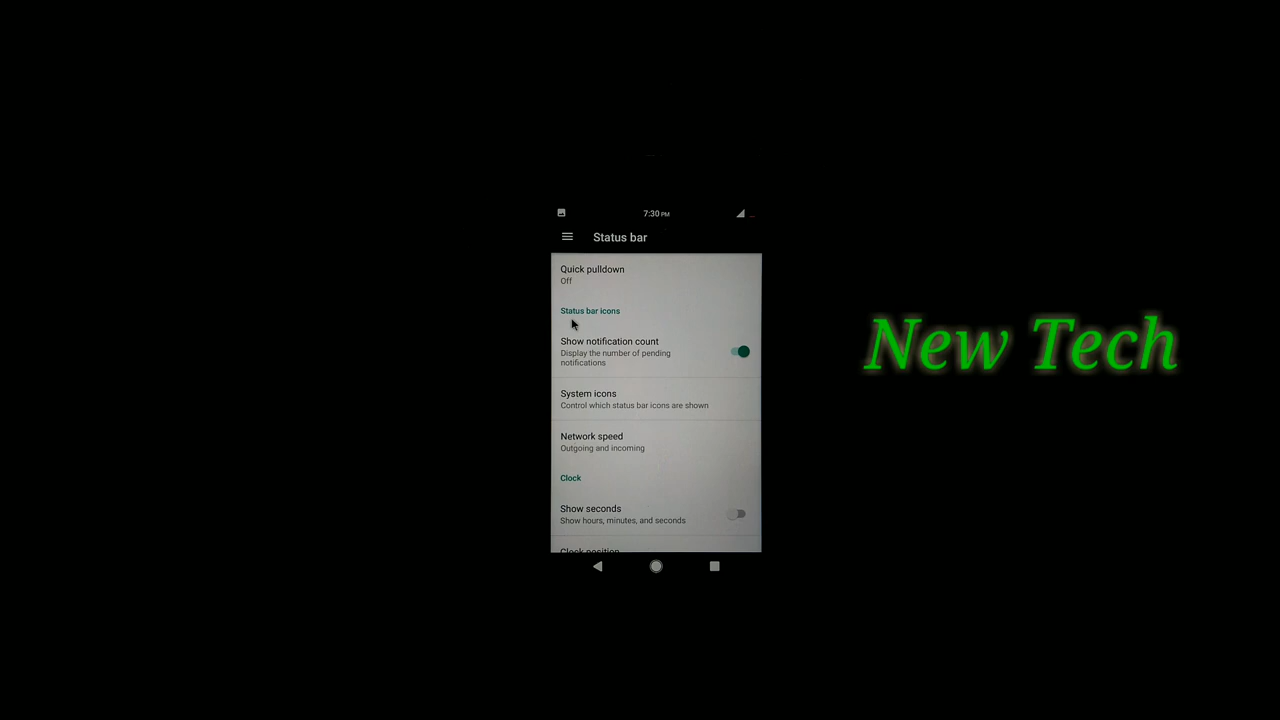 7:30 PM
Status bar
Quick pulldown
Off
Status bar icons
Show notification count
Display the number of pending
notifications
System icons
Control which status bar icons are shown
Network speed
Outgoing and incoming
Clock
Show seconds
Show hours, minutes, and seconds
Clock position
New Tech